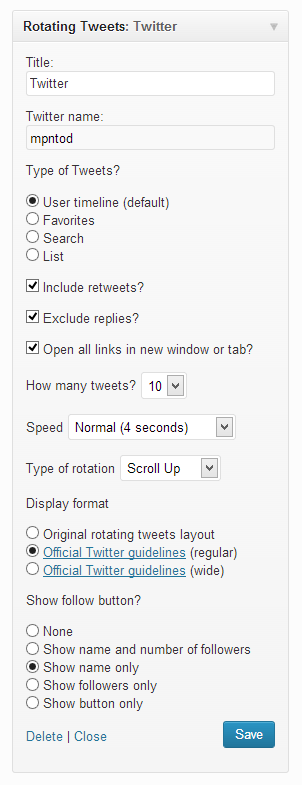 Rotating Tweets: Twitter
Title:
Twitter
Twitter name:
mpntod
Type of Tweets?
User timeline (default)
Favorites
Search
List
Include retweets?
Exclude replies?
Open all links in new window or tab?
How many tweets? 10
Speed Normal (4 seconds)
Type of rotation Scroll Up
Display format
Original rotating tweets layout
Official Twitter guidelines (regular)
Official Twitter guidelines (wide)
Show follow button?
None
Show name and number of followers
Show name only
Show followers only
Show button only
Delete | Close Save